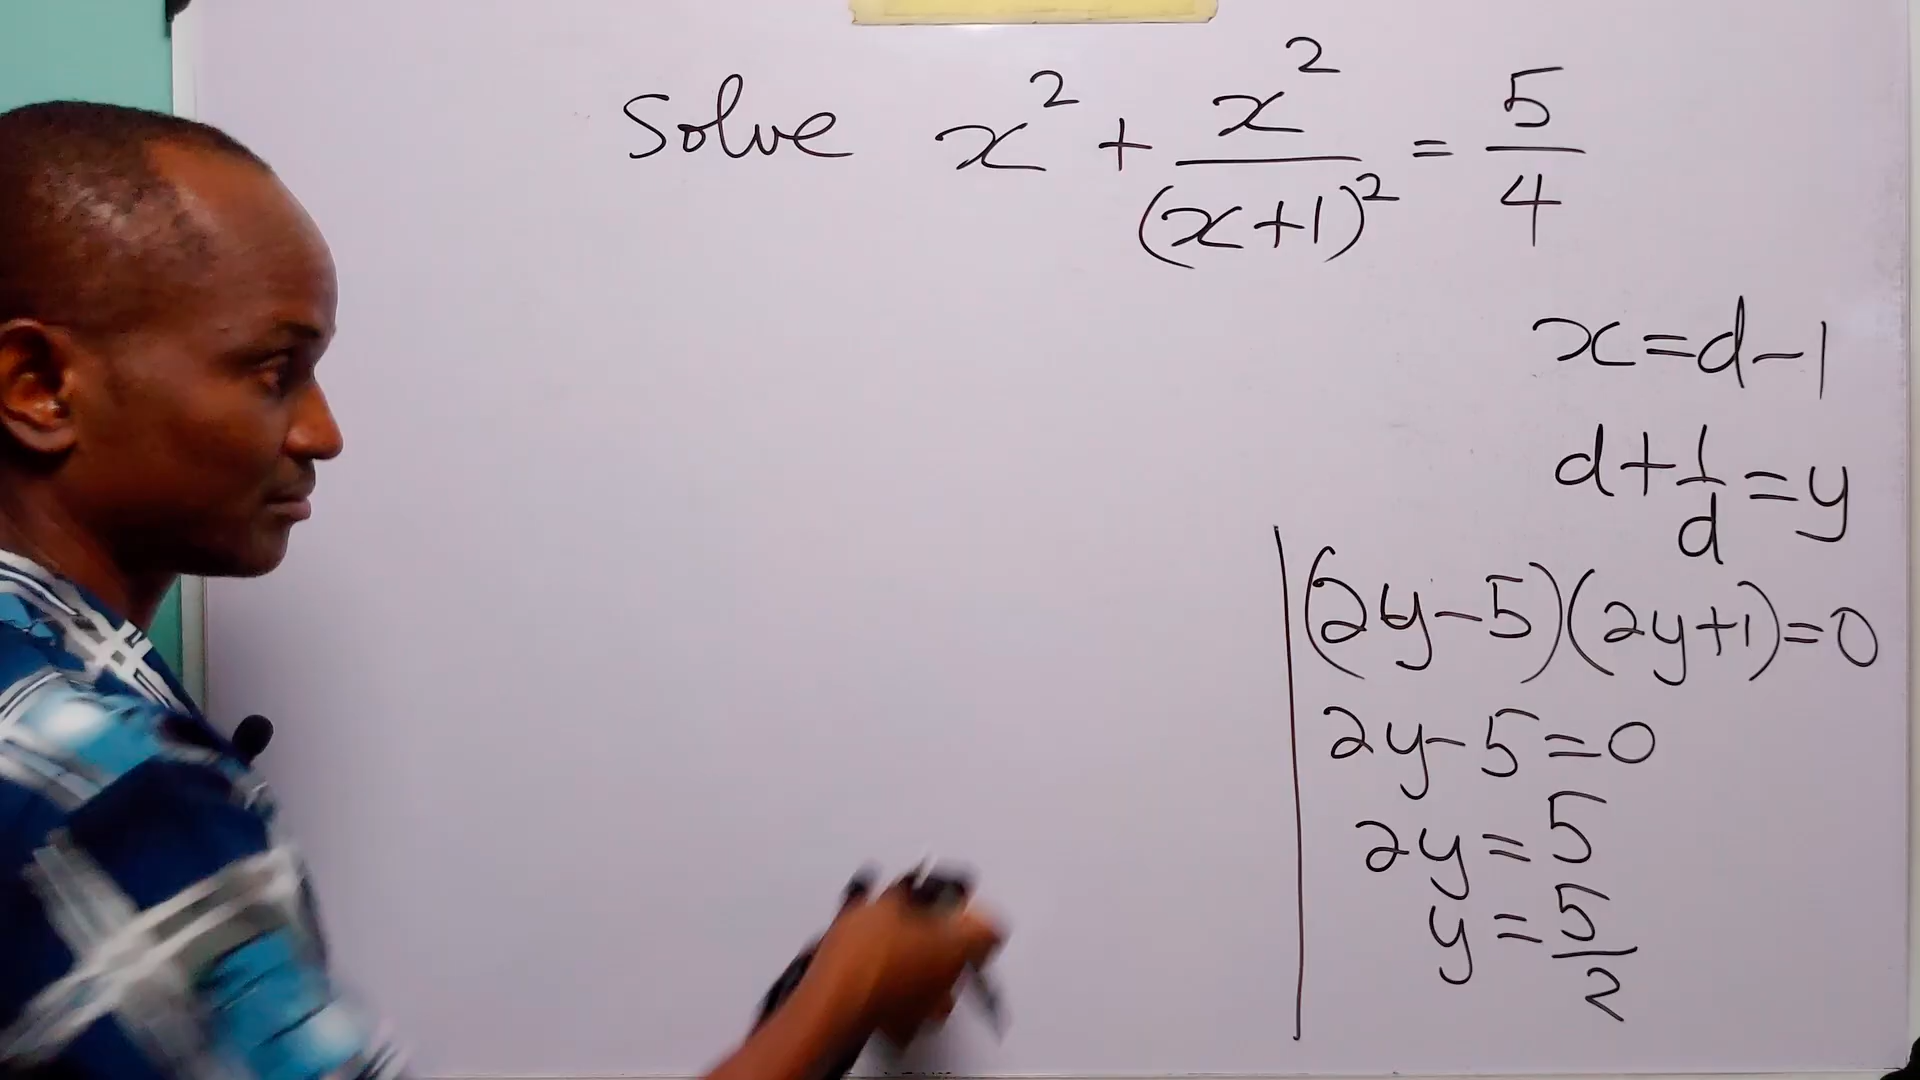 Solve x² + x²/(x+1)² = 5/4
x=d-1
d+1/d=y
(2y-5)(2y+1)=0
2y-5=0
2y=5
y=5/2